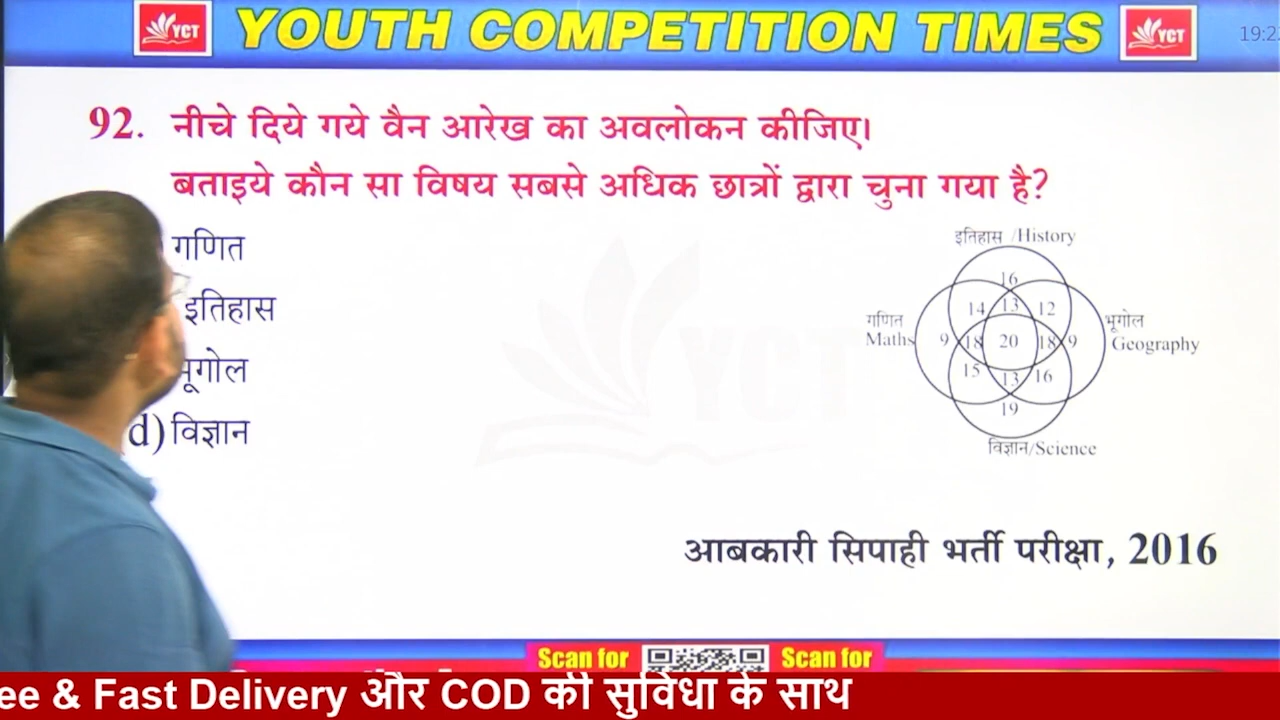 YCT
YOUTH COMPETITION TIMES
YCT
92. नीचे दिये गये वैन आरेख का अवलोकन कीजिए।
बताइये कौन सा विषय सबसे अधिक छात्रों द्वारा चुना गया है?
गणित
इतिहास
भूगोल
d) विज्ञान
इतिहास /History
16
14 13 12
गणित
Maths
9 18 20 18 9
भूगोल
Geography
15 13 16
19
विज्ञान/Science
YCT
आबकारी सिपाही भर्ती परीक्षा, 2016
Scan for
Scan for
ee & Fast Delivery और COD की सुविधा के साथ